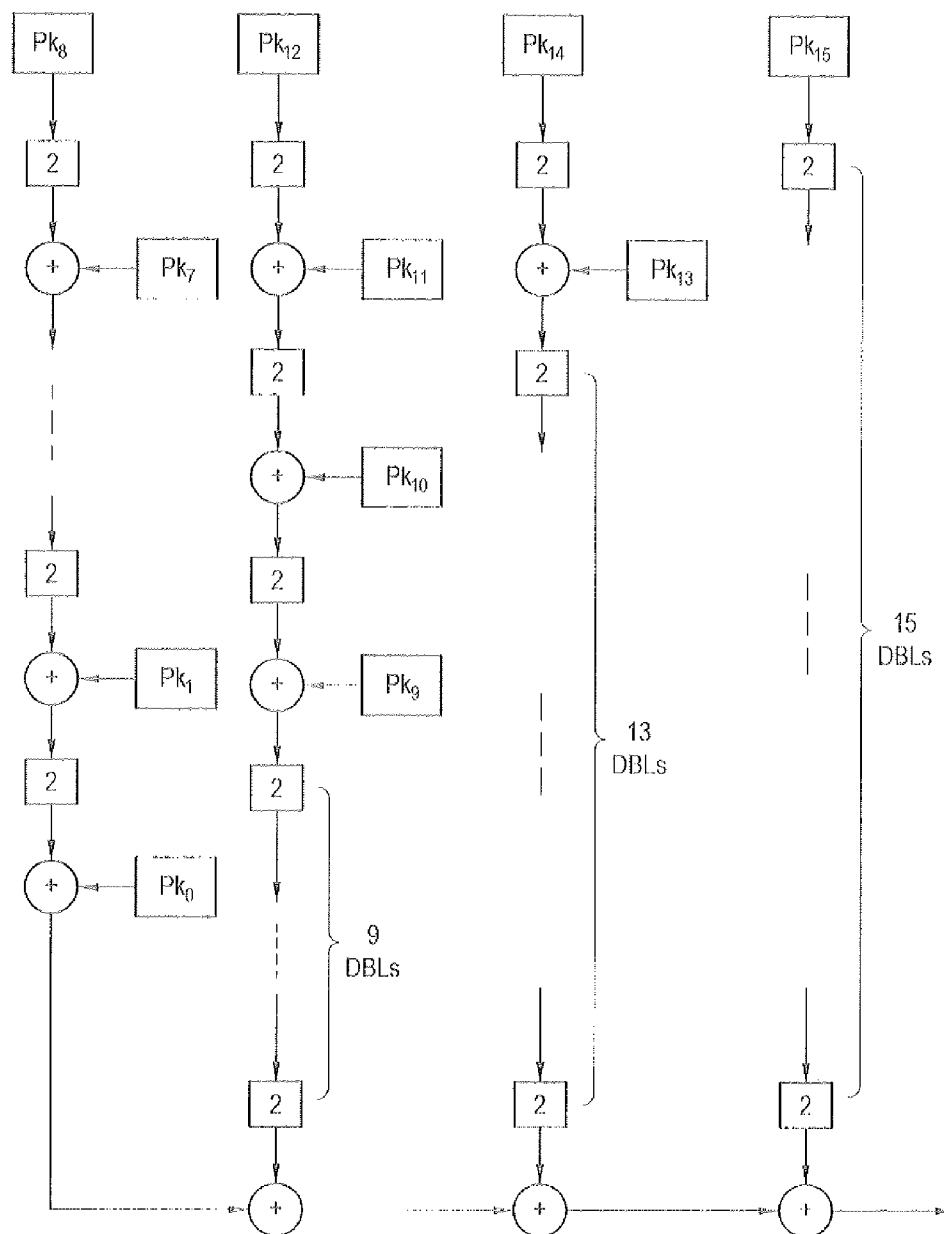 Pk₈ Pk₁₂ Pk₁₄ Pk₁₅
2 2 2 2
+ Pk₇ + Pk₁₁ + Pk₁₃
2 2
+ Pk₁₀
2 2
+ Pk₁ + Pk₉
15
DBLs
13
DBLs
2 2
+ Pk₀
9
DBLs
2 2 2
+ + +